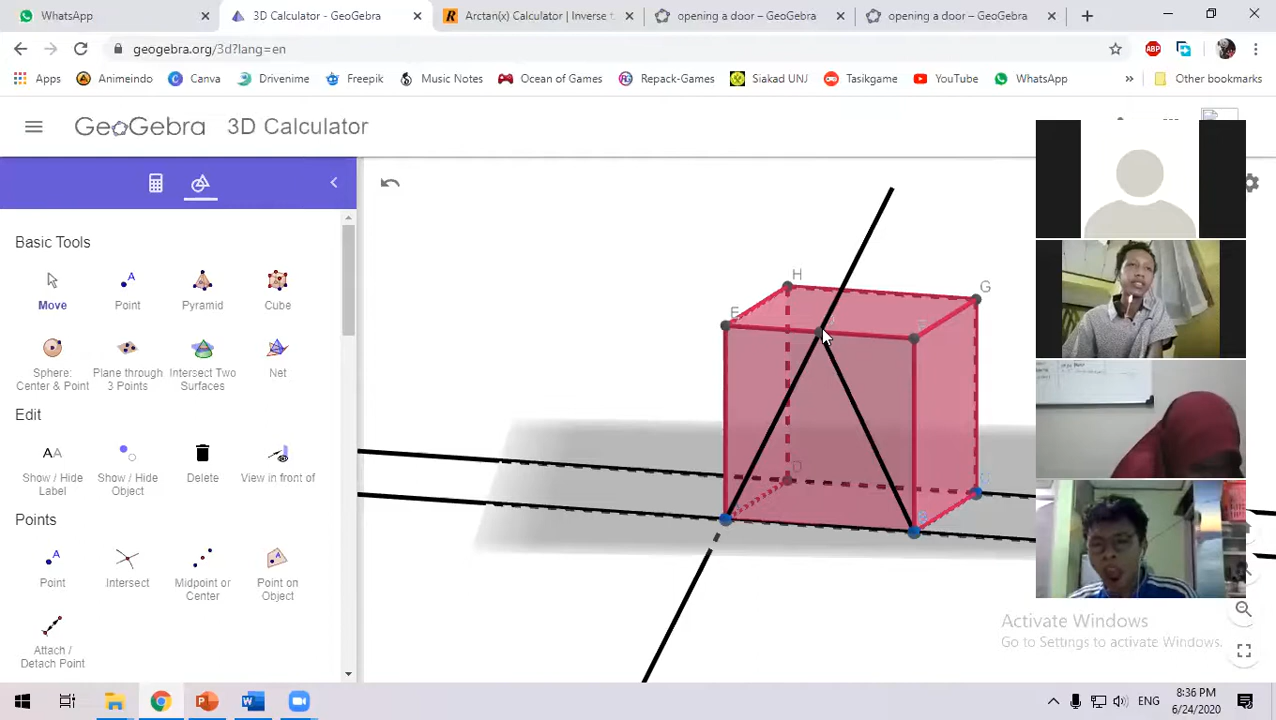 WhatsApp
3D Calculator - GeoGebra
Arctan(x) Calculator | Inverse t
opening a door – GeoGebra
opening a door – GeoGebra
geogebra.org/3d?lang=en
ABP
Apps
Animeindo
Canva
Drivenime
Freepik
Music Notes
Ocean of Games
Repack-Games
Siakad UNJ
Tasikgame
YouTube
WhatsApp
Other bookmarks
GeoGebra
3D Calculator
Basic Tools
Move
Point
Pyramid
Cube
Sphere:
Center & Point
Plane through
3 Points
Intersect Two
Surfaces
Net
Edit
Show / Hide
Label
Show / Hide
Object
Delete
View in front of
Points
Point
Intersect
Midpoint or
Center
Point on
Object
Attach /
Detach Point
H
G
E
D
Activate Windows
Go to Settings to activate Windows.
ENG
8:36 PM
6/24/2020